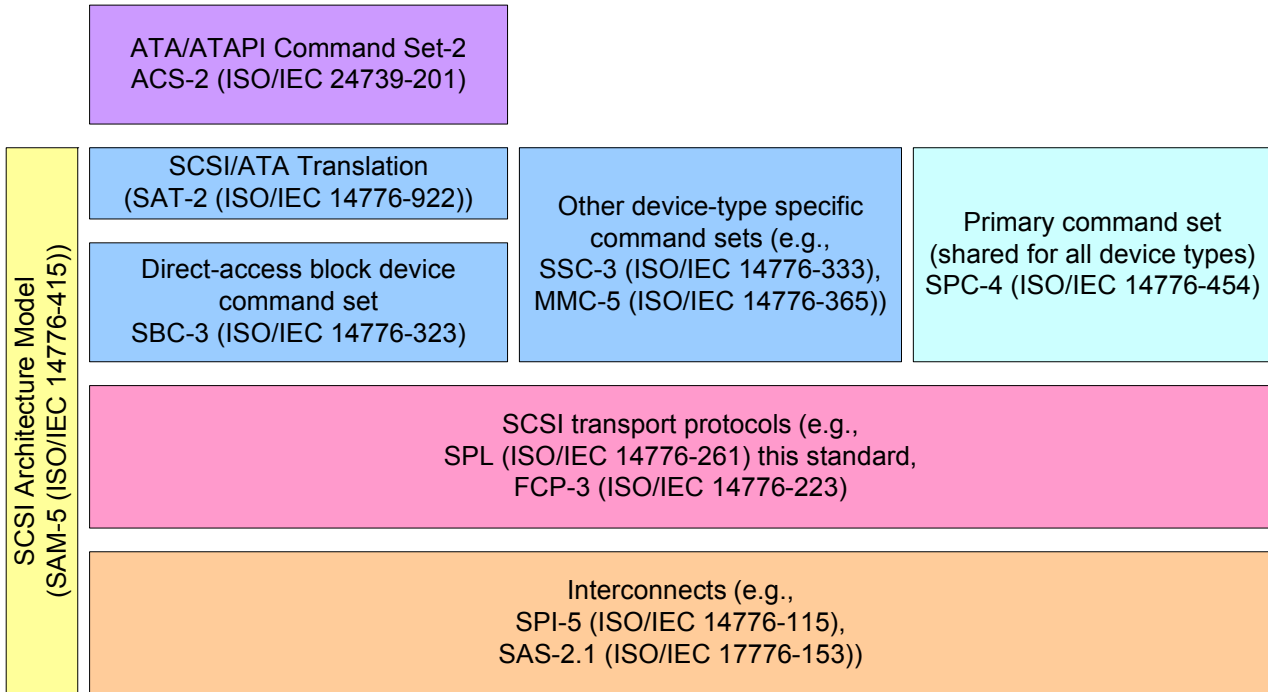 ATA/ATAPI Command Set-2
ACS-2 (ISO/IEC 24739-201)
SCSI Architecture Model
(SAM-5 (ISO/IEC 14776-415))
SCSI/ATA Translation
(SAT-2 (ISO/IEC 14776-922))
Direct-access block device
command set
SBC-3 (ISO/IEC 14776-323)
Other device-type specific
command sets (e.g.,
SSC-3 (ISO/IEC 14776-333),
MMC-5 (ISO/IEC 14776-365))
Primary command set
(shared for all device types)
SPC-4 (ISO/IEC 14776-454)
SCSI transport protocols (e.g.,
SPL (ISO/IEC 14776-261) this standard,
FCP-3 (ISO/IEC 14776-223)
Interconnects (e.g.,
SPI-5 (ISO/IEC 14776-115),
SAS-2.1 (ISO/IEC 17776-153))